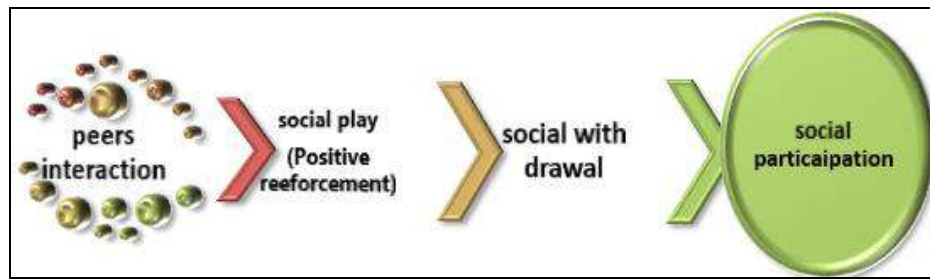 peers
interaction
social play
(Positive
reeforcement)
social with
drawal
social
particaipation